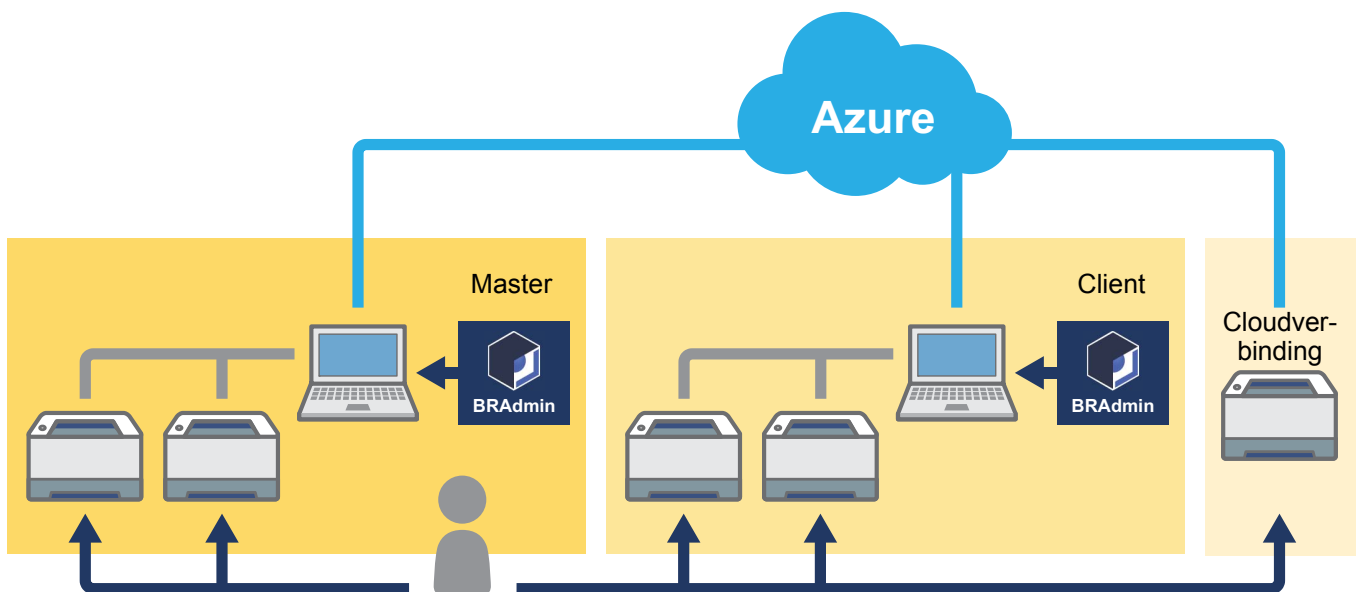 Azure
Master
BRAdmin
Client
BRAdmin
Cloudver-
binding